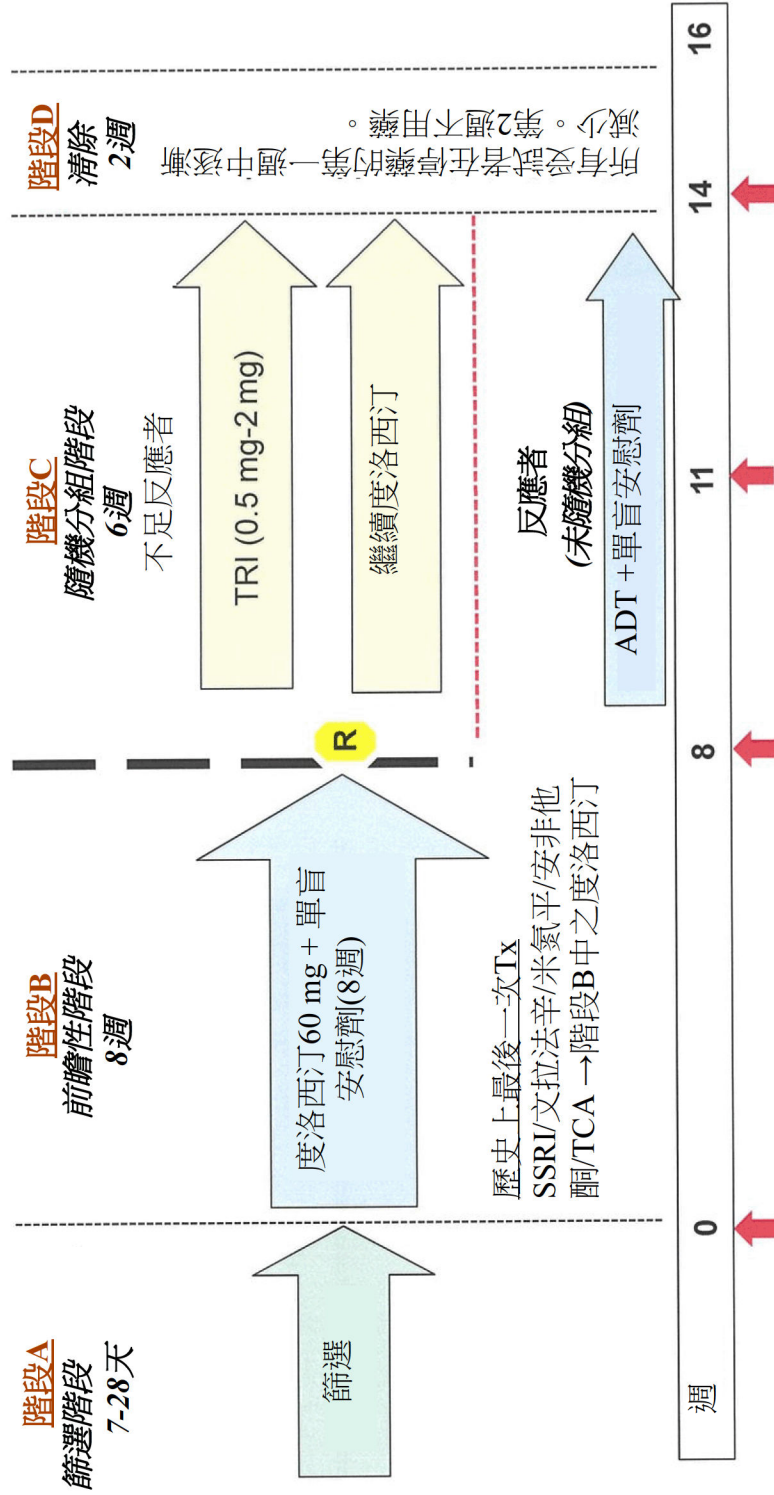 階段A
篩選階段
7-28天
階段B
前瞻性階段
8週
階段C
隨機分組階段
6週
階段D
清除
2週
篩選
度洛西汀60 mg + 單盲
安慰劑(8週)
R
不足反應者
TRI (0.5 mg-2 mg)
繼續度洛西汀
所有受試者在停藥的第一週中逐漸
減少。第2週不用藥。
歷史上最後一次Tx
SSRI/文拉法辛/米氮平/安非他
酮/TCA →階段B中之度洛西汀
反應者
(未隨機分組)
ADT +單盲安慰劑
週
0
8
11
14
16